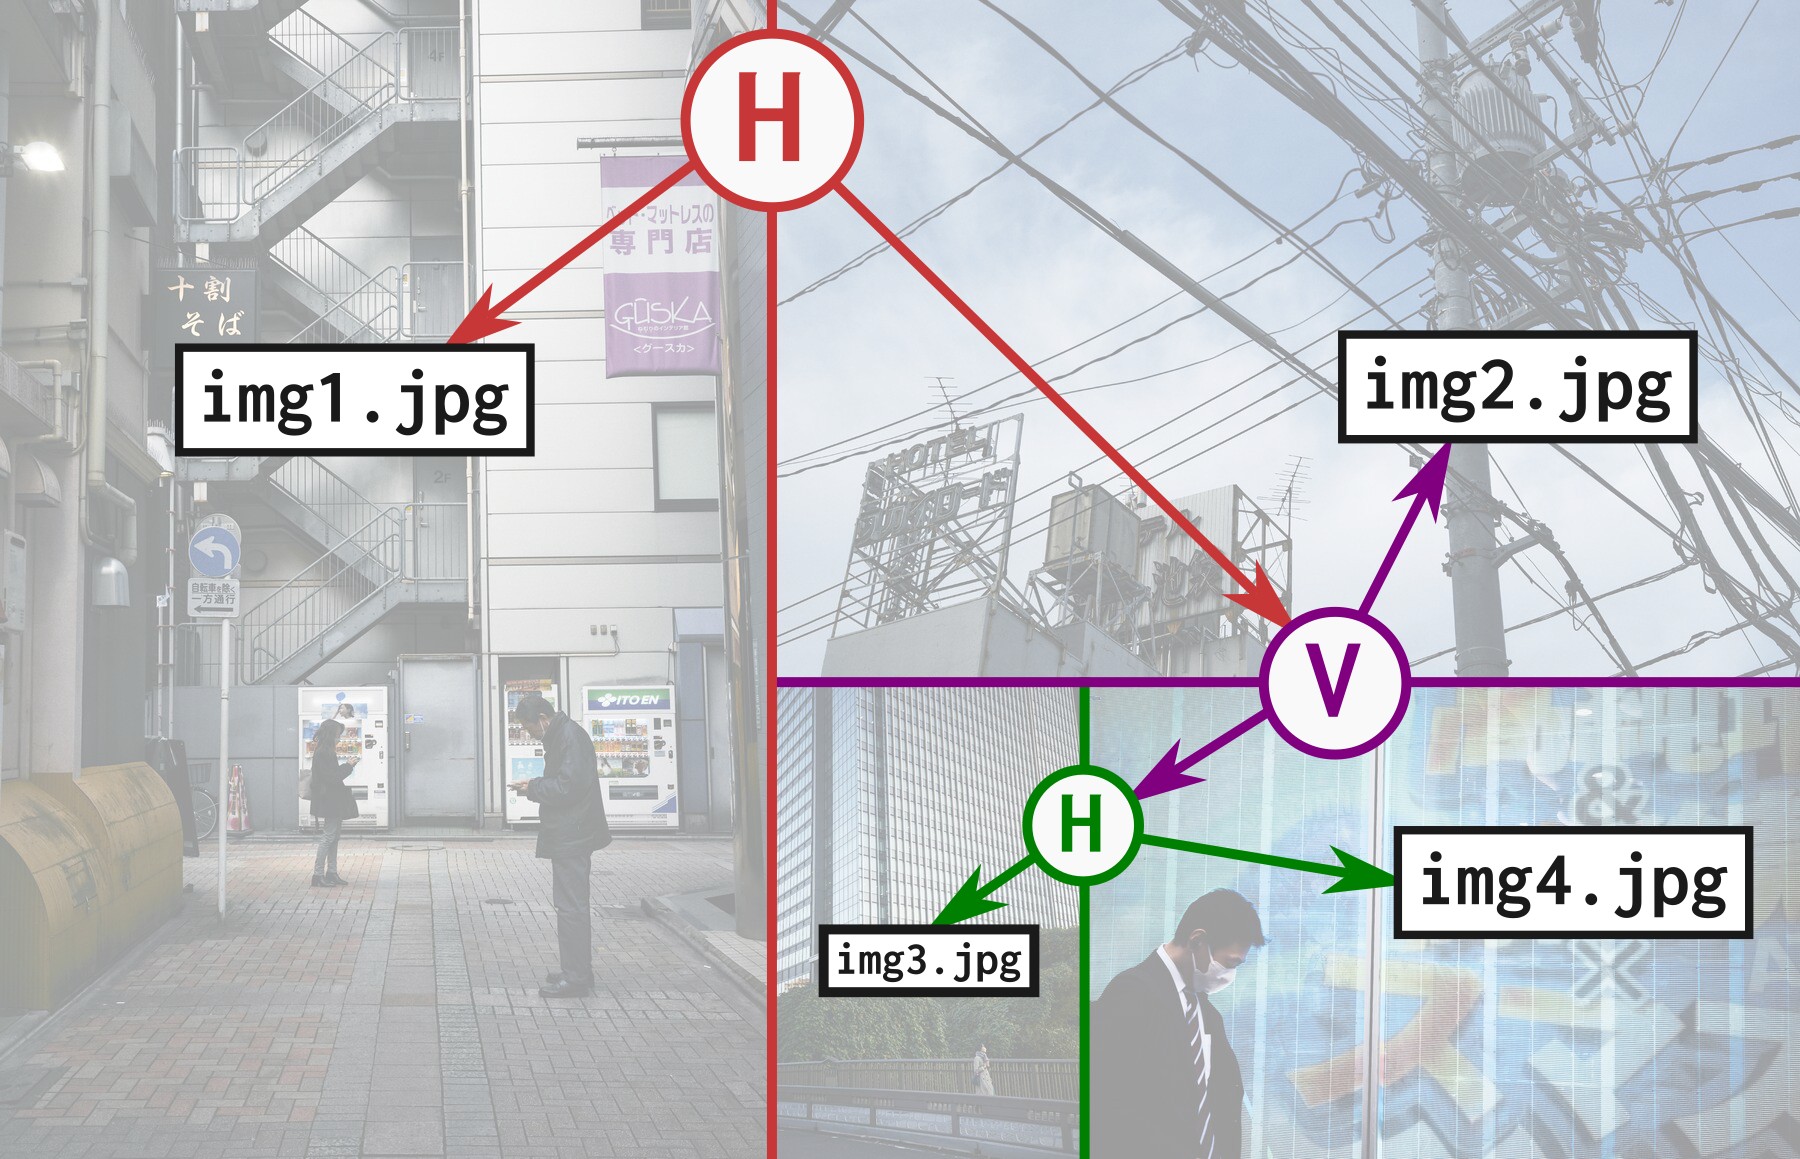 H
4F
ベッド・マットレスの
専門店
GŪSKA
<グースカ>
十割
そば
img1.jpg
2F
自転車を除く
一方通行
ITO EN
HOTEL
img2.jpg
V
H
img3.jpg
img4.jpg
&